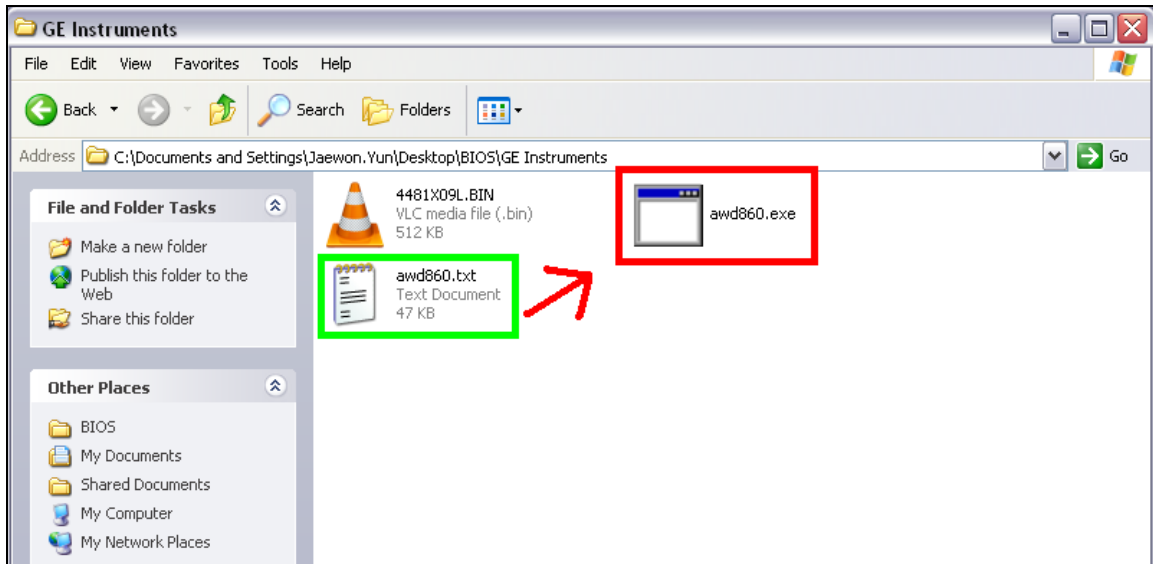 GE Instruments
File Edit View Favorites Tools Help
Back Search Folders
Address C:\Documents and Settings\Jaewon.Yun\Desktop\BIOS\GE Instruments Go
File and Folder Tasks
Make a new folder
Publish this folder to the
Web
Share this folder
Other Places
BIOS
My Documents
Shared Documents
My Computer
My Network Places
4481X09L.BIN
VLC media file (.bin)
512 KB
awd860.exe
awd860.txt
Text Document
47 KB